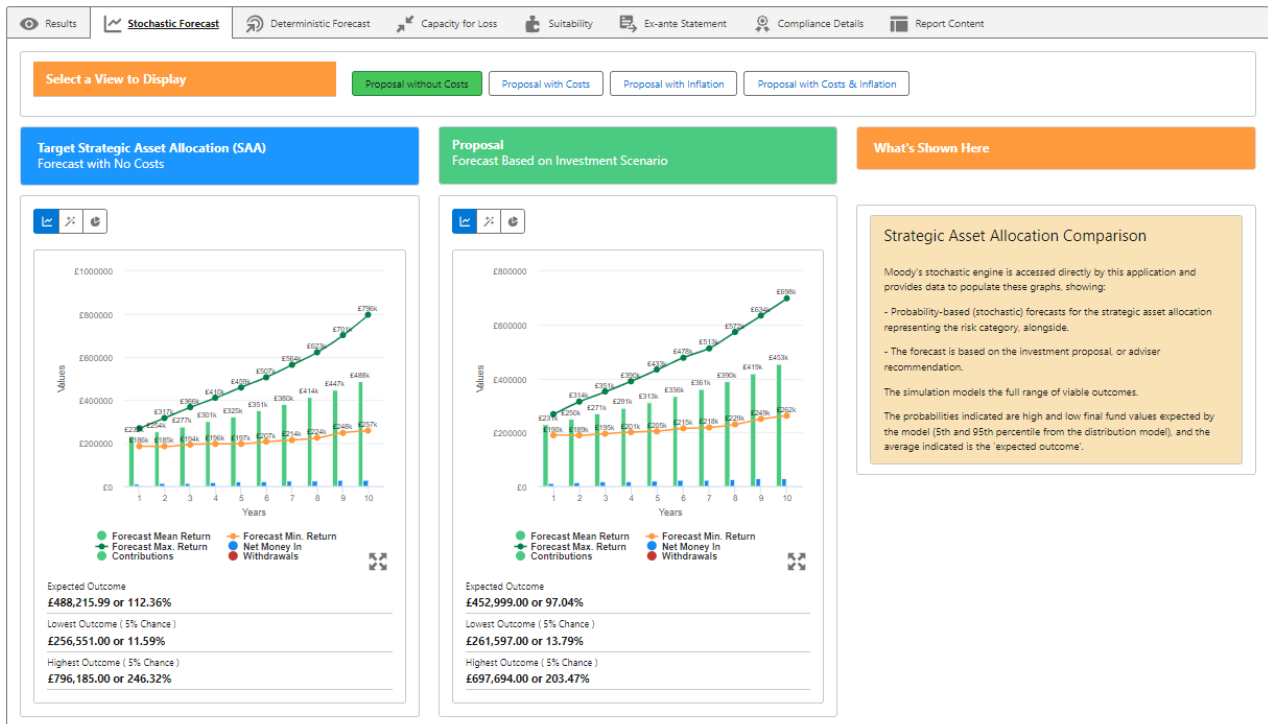 Results
Stochastic Forecast
Deterministic Forecast
Capacity for Loss
Suitability
Ex-ante Statement
Compliance Details
Report Content
Select a View to Display
Proposal without Costs
Proposal with Costs
Proposal with Inflation
Proposal with Costs & Inflation
Target Strategic Asset Allocation (SAA)
Forecast with No Costs
Proposal
Forecast Based on Investment Scenario
What's Shown Here
£1000000
£800000
£600000
£400000
£200000
£0
Values
£796k
£701k
£623k
£564k
£507k
£459k
£410k
£366k
£317k
£488k
£447k
£414k
£380k
£351k
£325k
£301k
£277k
£254k
£186k
£185k
£194k
£196k
£197k
£207k
£214k
£224k
£248k
£257k
1 2 3 4 5 6 7 8 9 10
Years
Forecast Mean Return
Forecast Min. Return
Forecast Max. Return
Net Money In
Contributions
Withdrawals
Expected Outcome
£488,215.99 or 112.36%
Lowest Outcome ( 5% Chance )
£256,551.00 or 11.59%
Highest Outcome ( 5% Chance )
£796,185.00 or 246.32%
£800000
£600000
£400000
£200000
£0
Values
£698k
£634k
£572k
£513k
£478k
£433k
£390k
£351k
£314k
£453k
£419k
£390k
£361k
£336k
£313k
£291k
£271k
£250k
£231k
£190k
£189k
£195k
£201k
£205k
£215k
£218k
£229k
£249k
£262k
1 2 3 4 5 6 7 8 9 10
Years
Forecast Mean Return
Forecast Min. Return
Forecast Max. Return
Net Money In
Contributions
Withdrawals
Expected Outcome
£452,999.00 or 97.04%
Lowest Outcome ( 5% Chance )
£261,597.00 or 13.79%
Highest Outcome ( 5% Chance )
£697,694.00 or 203.47%
Strategic Asset Allocation Comparison
Moody's stochastic engine is accessed directly by this application and
provides data to populate these graphs, showing:
- Probability-based (stochastic) forecasts for the strategic asset allocation
representing the risk category, alongside.
- The forecast is based on the investment proposal, or adviser
recommendation.
The simulation models the full range of viable outcomes.
The probabilities indicated are high and low final fund values expected by
the model (5th and 95th percentile from the distribution model), and the
average indicated is the 'expected outcome'.